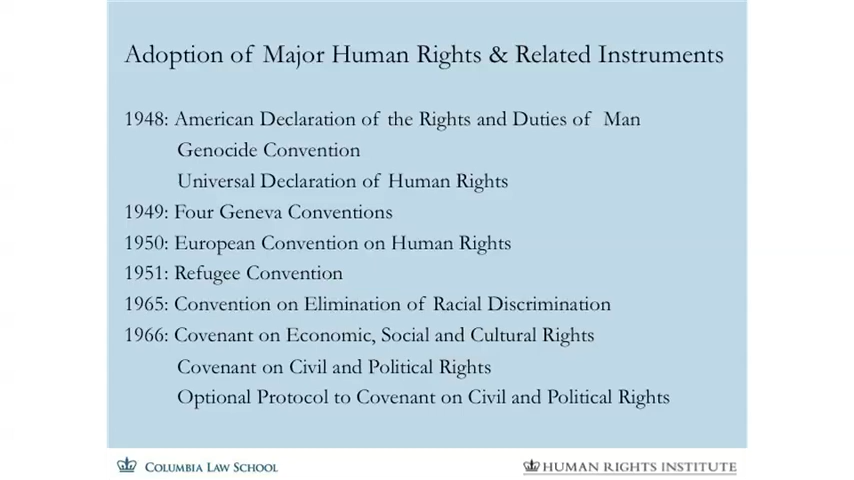 Adoption of Major Human Rights & Related Instruments
1948: American Declaration of the Rights and Duties of Man
Genocide Convention
Universal Declaration of Human Rights
1949: Four Geneva Conventions
1950: European Convention on Human Rights
1951: Refugee Convention
1965: Convention on Elimination of Racial Discrimination
1966: Covenant on Economic, Social and Cultural Rights
Covenant on Civil and Political Rights
Optional Protocol to Covenant on Civil and Political Rights
COLUMBIA LAW SCHOOL
HUMAN RIGHTS INSTITUTE